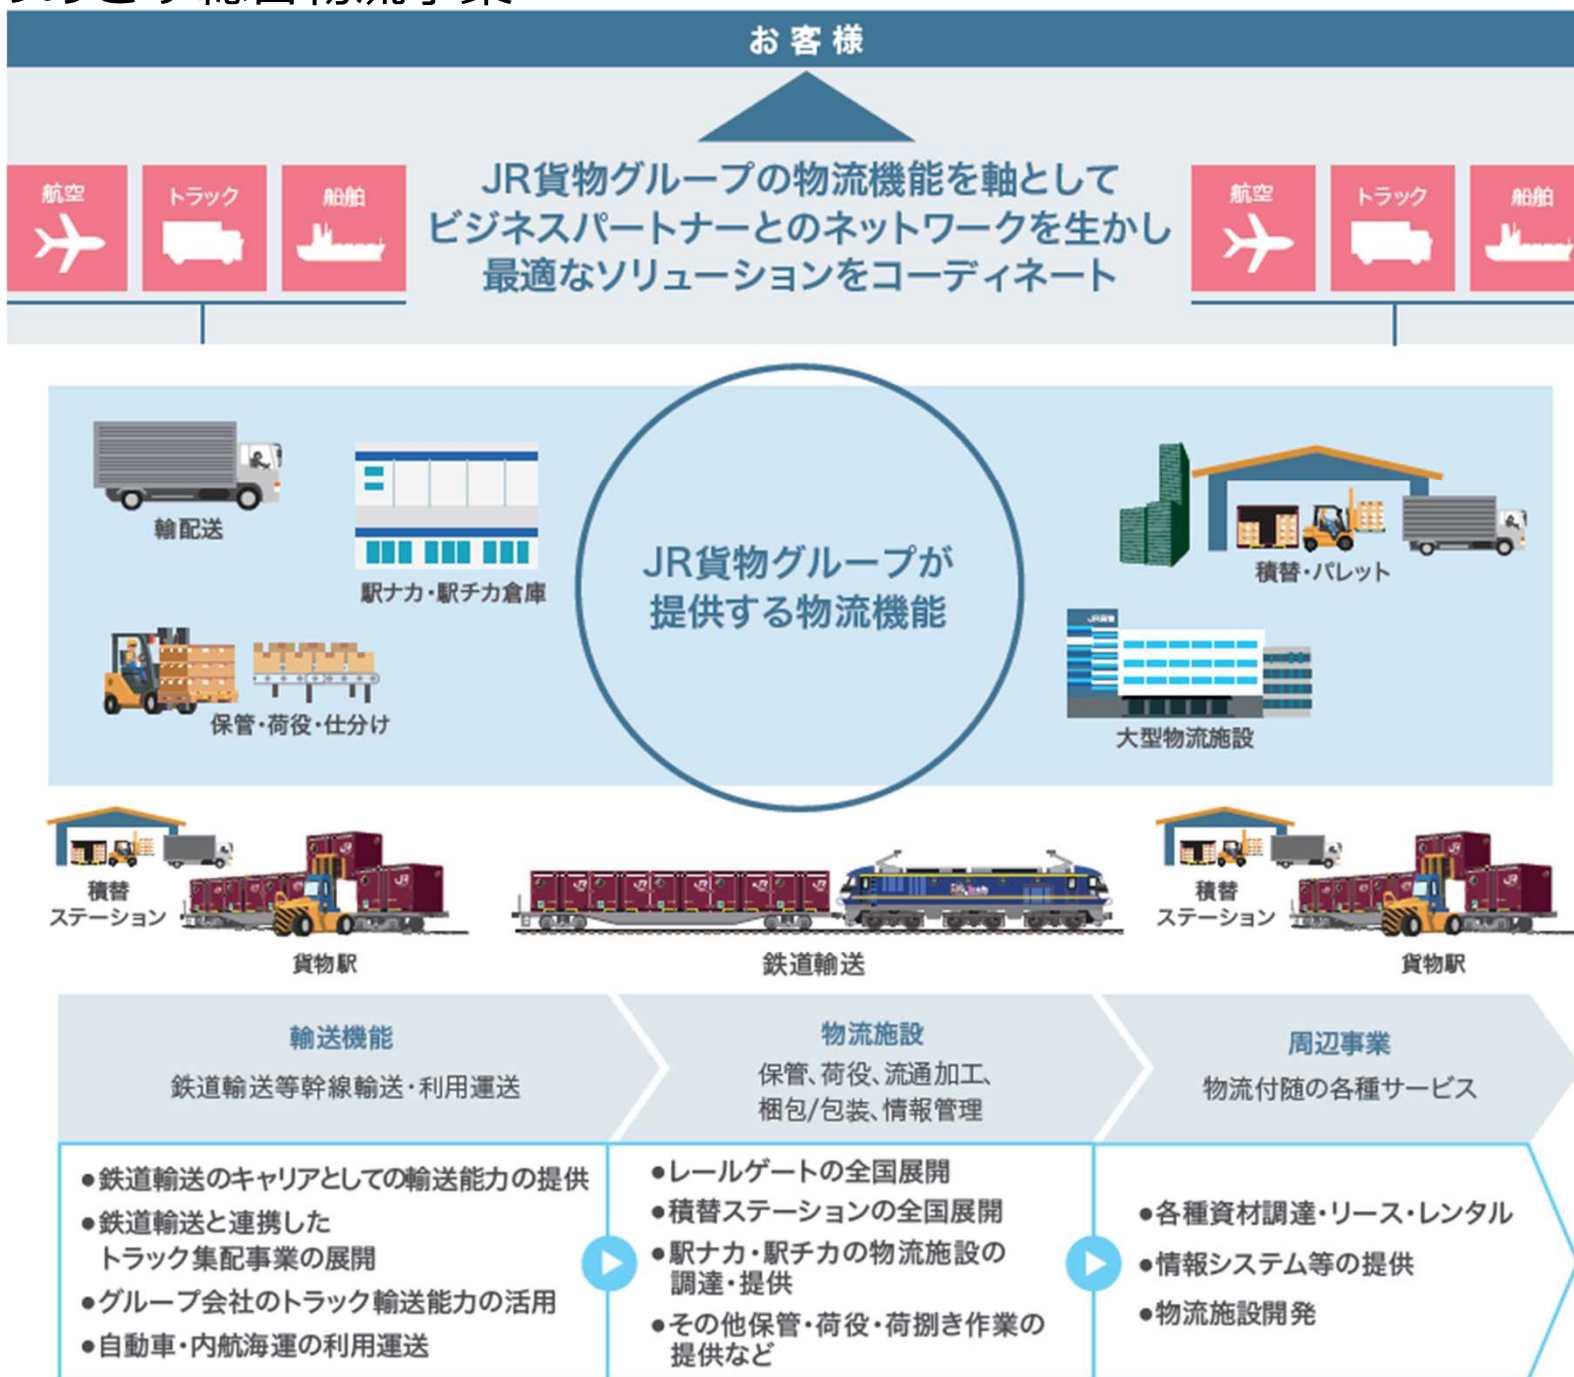 お客様
JR貨物グループの物流機能を軸として
ビジネスパートナーとのネットワークを生かし
最適なソリューションをコーディネート
航空
トラック
船舶
航空
トラック
船舶
輸配送
駅ナカ・駅チカ倉庫
保管・荷役・仕分け
JR貨物グループが
提供する物流機能
積替・パレット
JR貨物
大型物流施設
積替
ステーション
貨物駅
鉄道輸送
積替
ステーション
貨物駅
輸送機能
鉄道輸送等幹線輸送・利用運送
物流施設
保管、荷役、流通加工、
梱包/包装、情報管理
周辺事業
物流付随の各種サービス
●鉄道輸送のキャリアとしての輸送能力の提供
●鉄道輸送と連携した
トラック集配事業の展開
●グループ会社のトラック輸送能力の活用
●自動車・内航海運の利用運送
●レールゲートの全国展開
●積替ステーションの全国展開
●駅ナカ・駅チカの物流施設の
調達・提供
●その他保管・荷役・荷捌き作業の
提供など
●各種資材調達・リース・レンタル
●情報システム等の提供
●物流施設開発